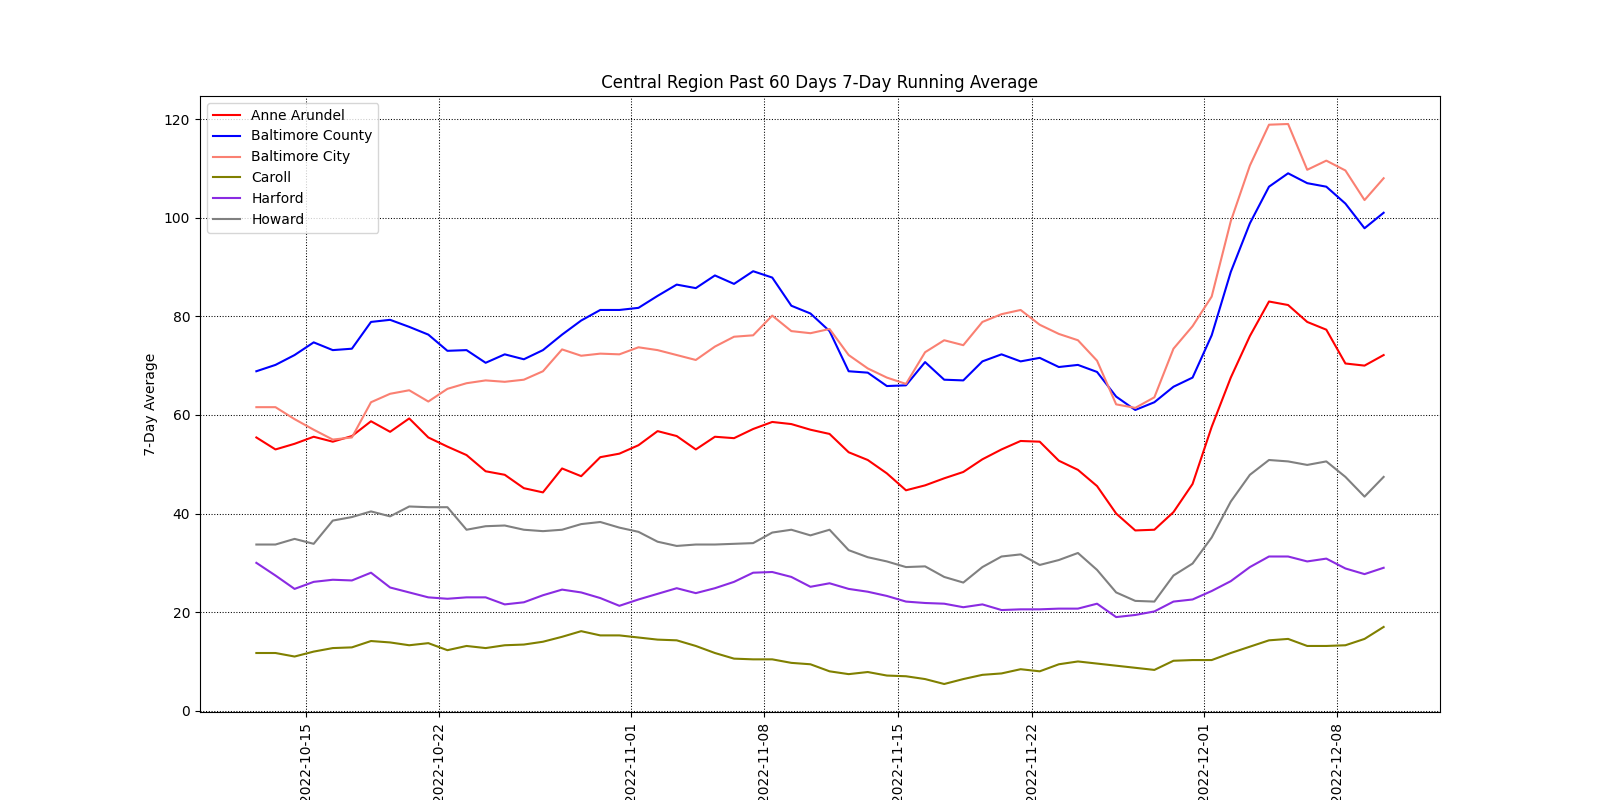 Central Region Past 60 Days 7-Day Running Average
Anne Arundel
Baltimore County
Baltimore City
Caroll
Harford
Howard
7-Day Average
120
100
80
60
40
20
0
2022-10-15
2022-10-22
2022-11-01
2022-11-08
2022-11-15
2022-11-22
2022-12-01
2022-12-08